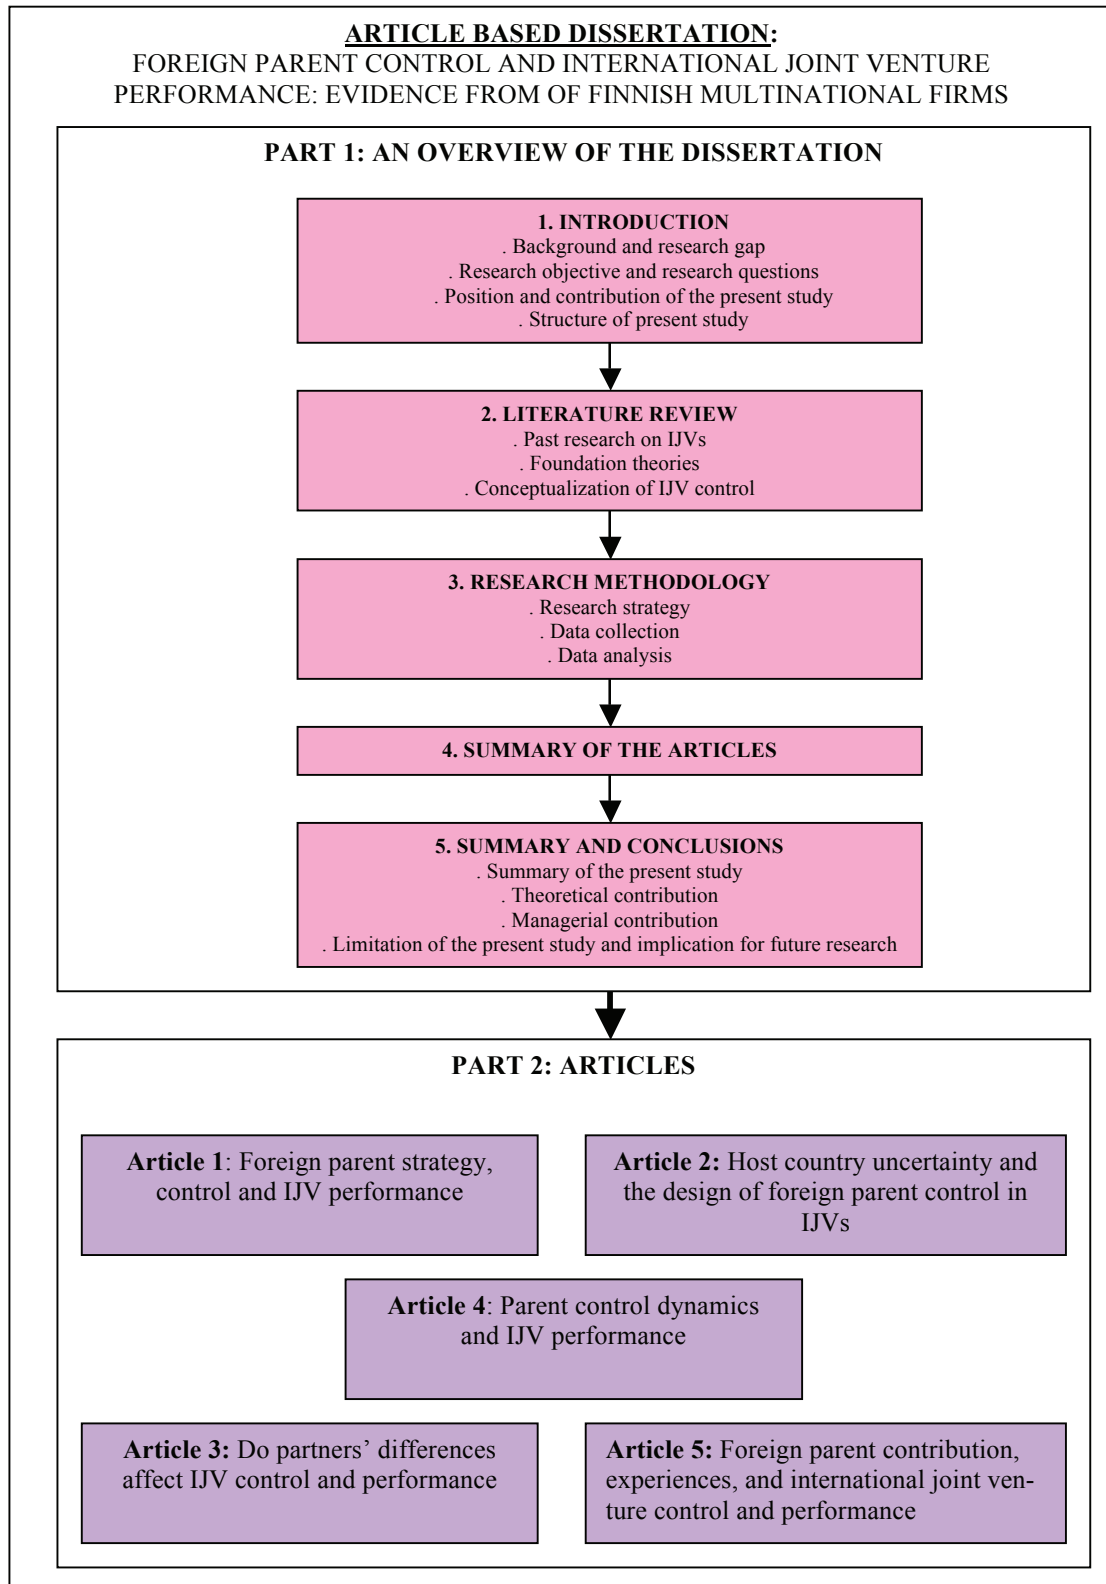 ARTICLE BASED DISSERTATION:
FOREIGN PARENT CONTROL AND INTERNATIONAL JOINT VENTURE
PERFORMANCE: EVIDENCE FROM OF FINNISH MULTINATIONAL FIRMS
PART 1: AN OVERVIEW OF THE DISSERTATION
1. INTRODUCTION
. Background and research gap
. Research objective and research questions
. Position and contribution of the present study
. Structure of present study
2. LITERATURE REVIEW
. Past research on IJVs
. Foundation theories
. Conceptualization of IJV control
3. RESEARCH METHODOLOGY
. Research strategy
. Data collection
. Data analysis
4. SUMMARY OF THE ARTICLES
5. SUMMARY AND CONCLUSIONS
. Summary of the present study
. Theoretical contribution
. Managerial contribution
. Limitation of the present study and implication for future research
PART 2: ARTICLES
Article 1: Foreign parent strategy,
control and IJV performance
Article 2: Host country uncertainty and
the design of foreign parent control in
IJVs
Article 4: Parent control dynamics
and IJV performance
Article 3: Do partners’ differences
affect IJV control and performance
Article 5: Foreign parent contribution,
experiences, and international joint ven-
ture control and performance